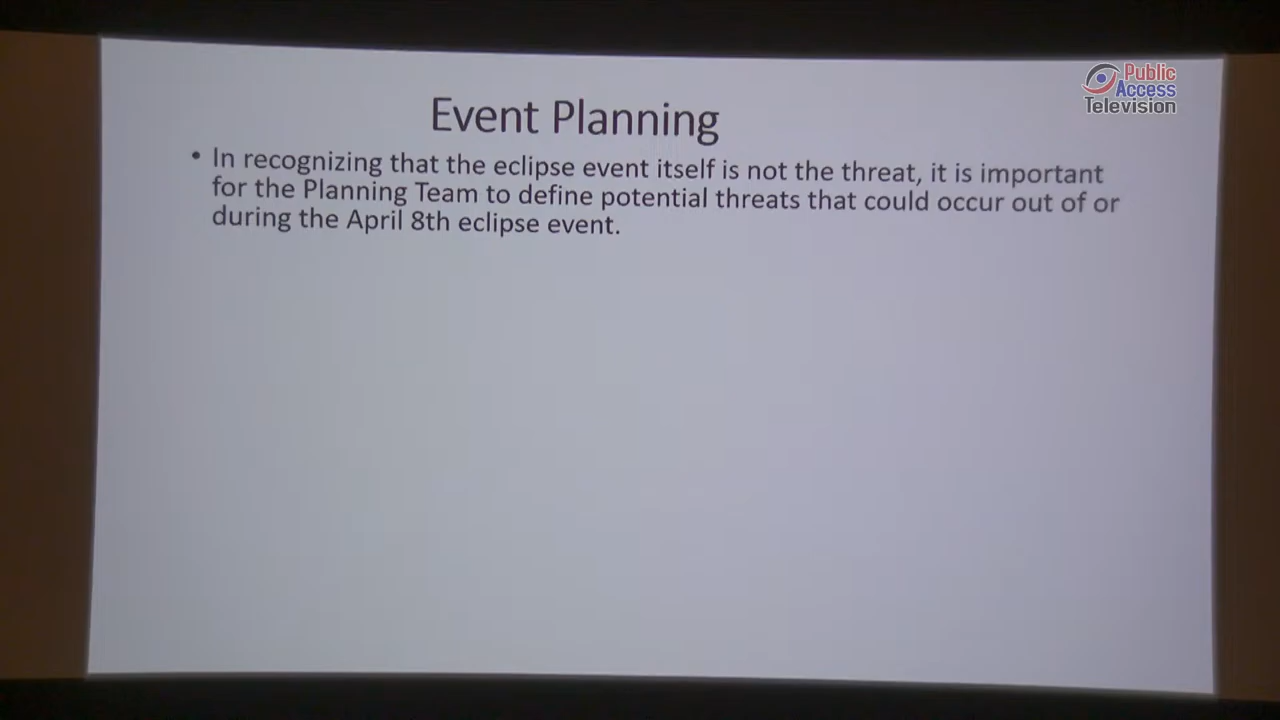 Public
Access
Television
Event Planning
• In recognizing that the eclipse event itself is not the threat, it is important
for the Planning Team to define potential threats that could occur out of or
during the April 8th eclipse event.